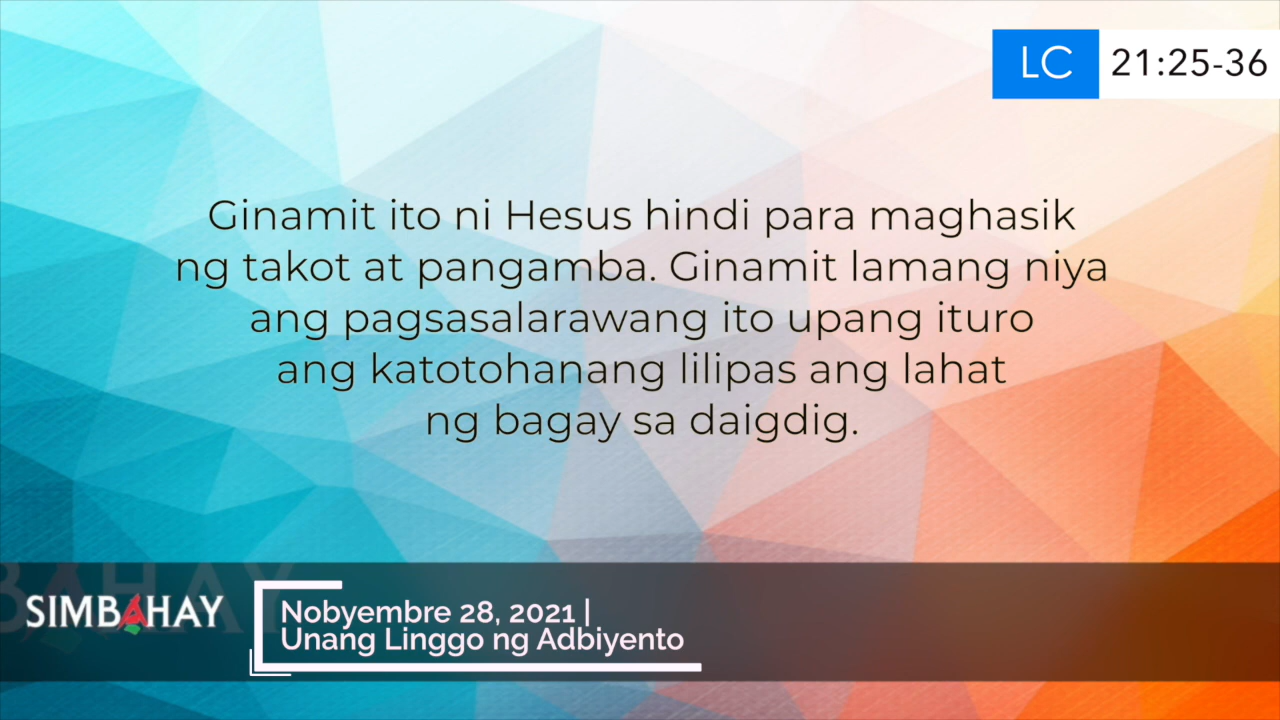 LC 21:25-36
Ginamit ito ni Hesus hindi para maghasik
ng takot at pangamba. Ginamit lamang niya
ang pagsasalarawang ito upang ituro
ang katotohanang lilipas ang lahat
ng bagay sa daigdig.
SIMBAHAY
Nobyembre 28, 2021 |
Unang Linggo ng Adbiyento